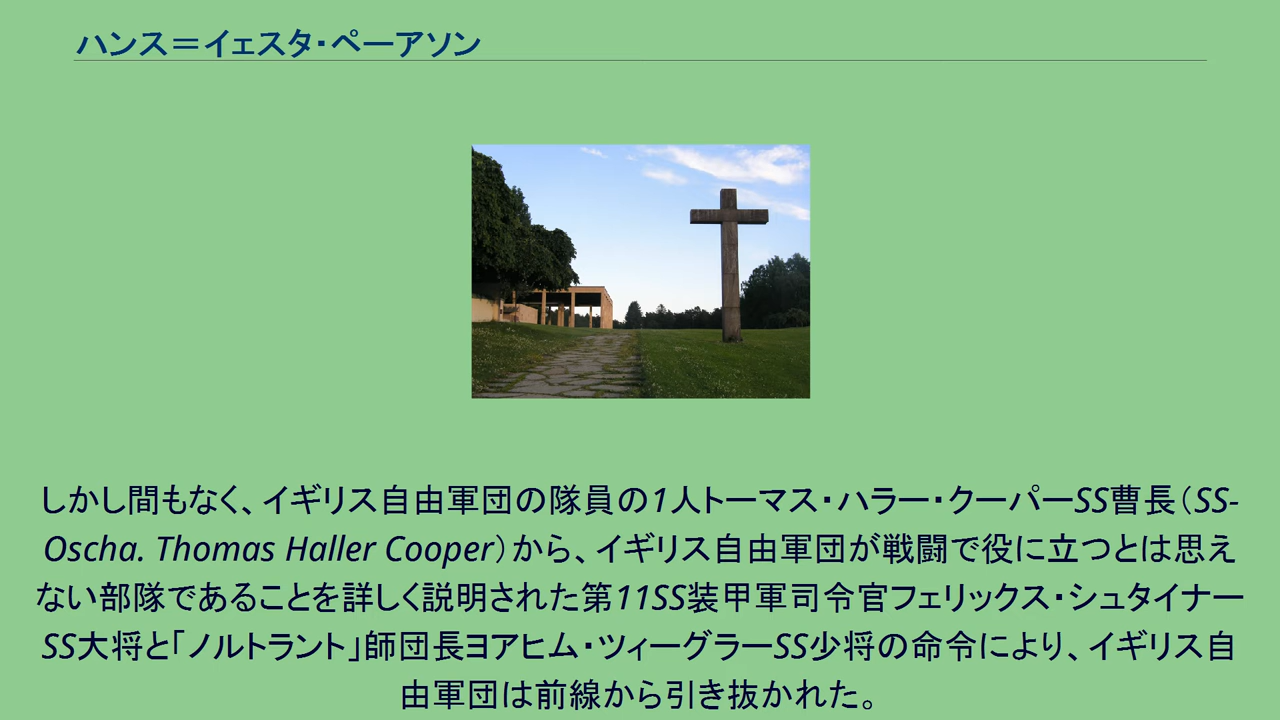 ハンス＝イェスタ・ペーアソン
しかし間もなく、イギリス自由軍団の隊員の1人トーマス・ハラー・クーパーSS曹長（SS-
Oscha. Thomas Haller Cooper）から、イギリス自由軍団が戦闘で役に立つとは思え
ない部隊であることを詳しく説明された第11SS装甲軍司令官フェリックス・シュタイナー
SS大将と「ノルトラント」師団長ヨアヒム・ツィーグラーSS少将の命令により、イギリス自
由軍団は前線から引き抜かれた。